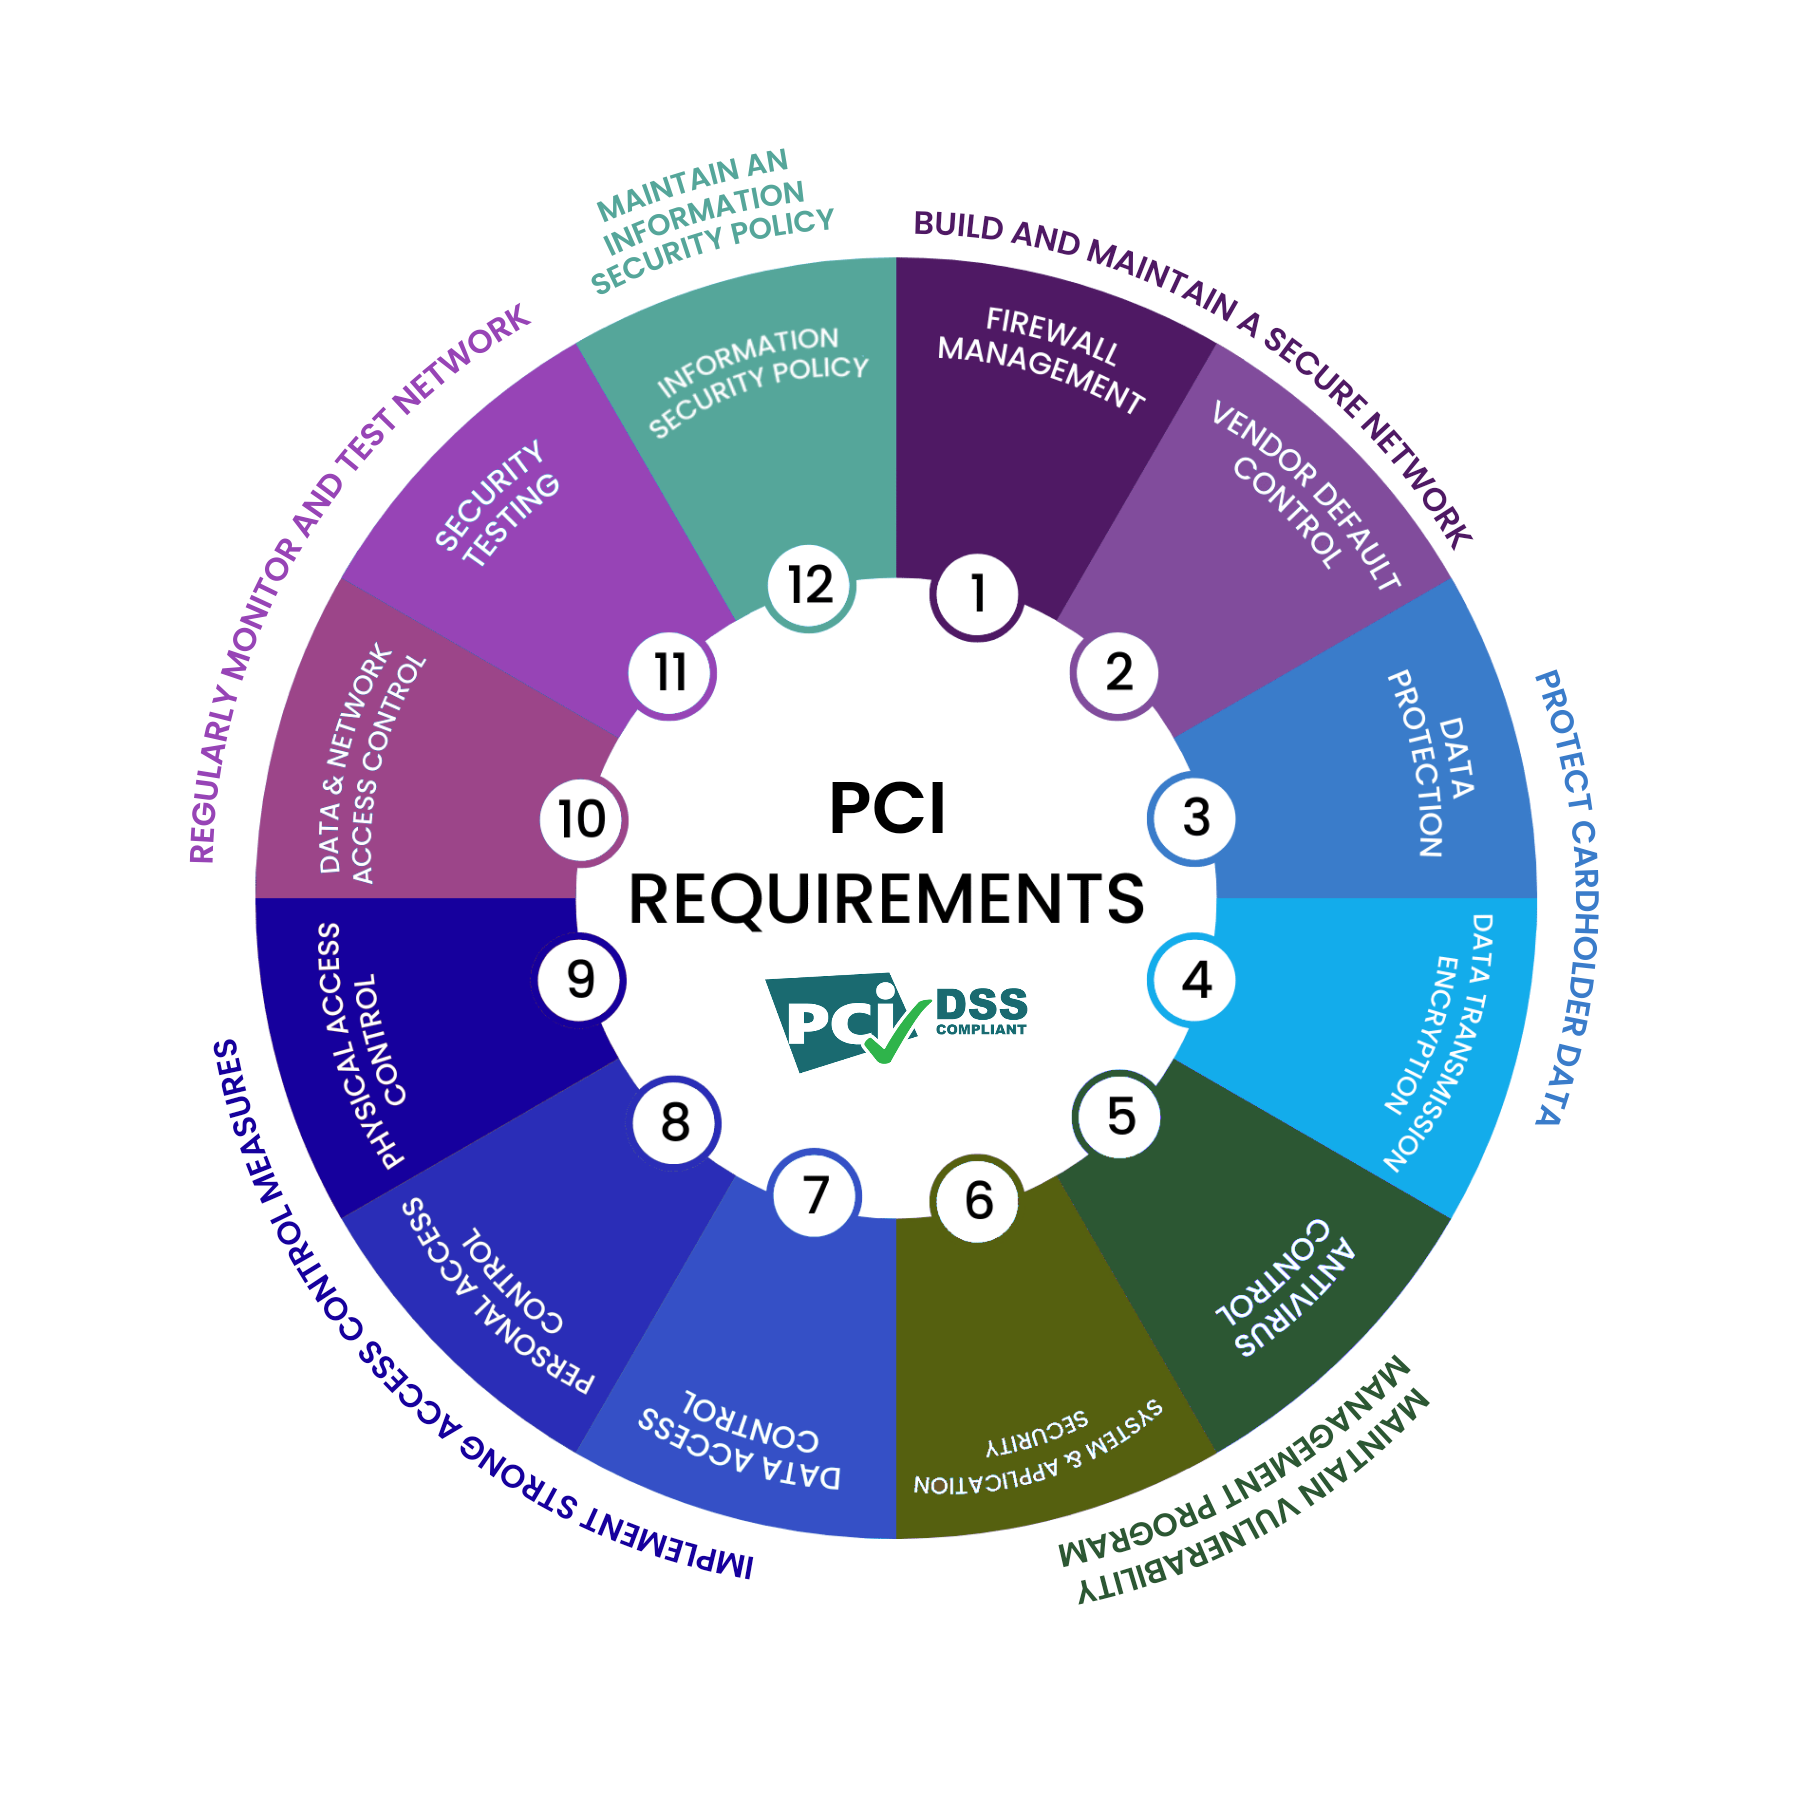 PCI
REQUIREMENTS
PCi
DSS
COMPLIANT
BUILD AND MAINTAIN A SECURE NETWORK
1
FIREWALL
MANAGEMENT
2
VENDOR DEFAULT
CONTROL
PROTECT CARDHOLDER DATA
3
DATA
PROTECTION
4
DATA TRANSMISSION
ENCRYPTION
MAINTAIN VULNERABILITY
MANAGEMENT PROGRAM
5
ANTIVIRUS
CONTROL
6
SYSTEM & APPLICATION
SECURITY
IMPLEMENT STRONG ACCESS CONTROL MEASURES
7
DATA ACCESS
CONTROL
8
PERSONAL ACCESS
CONTROL
9
PHYSICAL ACCESS
CONTROL
REGULARLY MONITOR AND TEST NETWORK
10
DATA & NETWORK
ACCESS CONTROL
11
SECURITY
TESTING
MAINTAIN AN
INFORMATION
SECURITY POLICY
12
INFORMATION
SECURITY POLICY